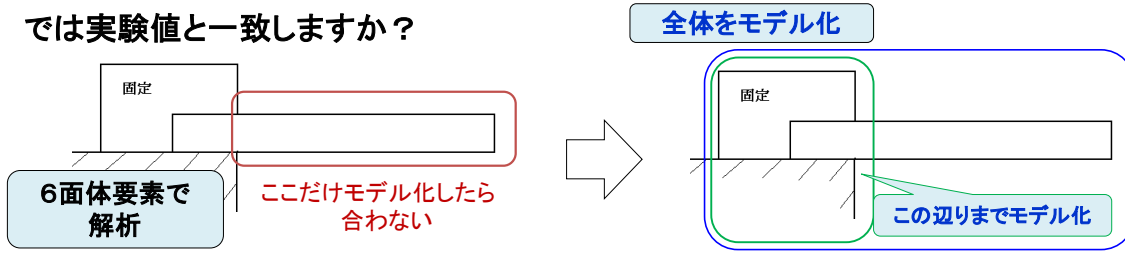 では実験値と一致しますか？
全体をモデル化
固定
固定
６面体要素で
解析
ここだけモデル化したら
合わない
この辺りまでモデル化